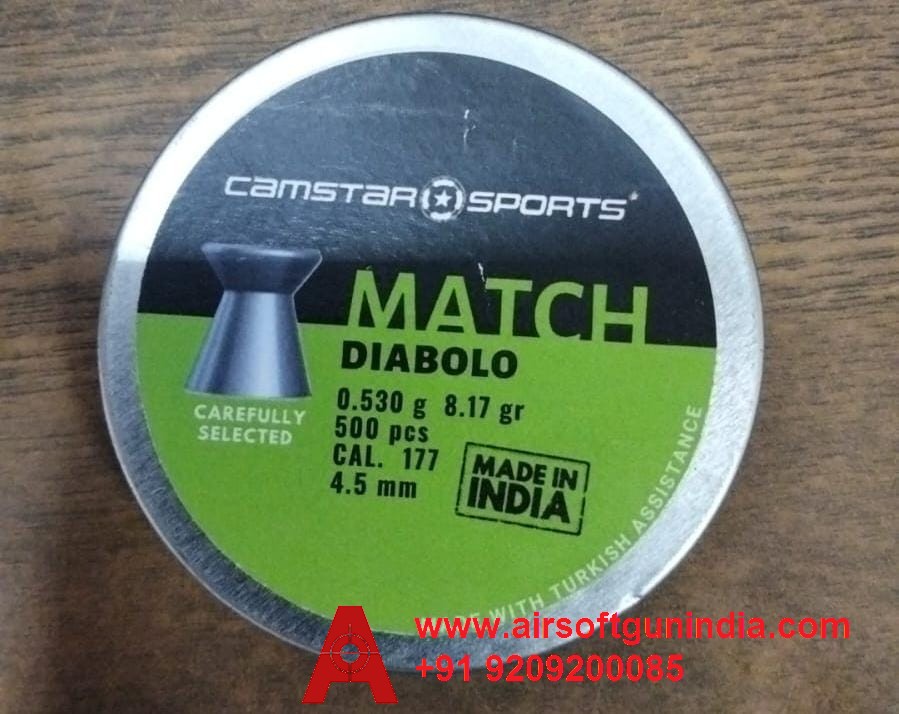 camstar SPORTS
MATCH
DIABOLO
0.530 g 8.17 gr
500 pcs
CAL. 177
4.5 mm
CAREFULLY
SELECTED
MADE IN
INDIA
WITH TURKISH ASSISTANCE
www.airsoftgunindia.com
+91 9209200085